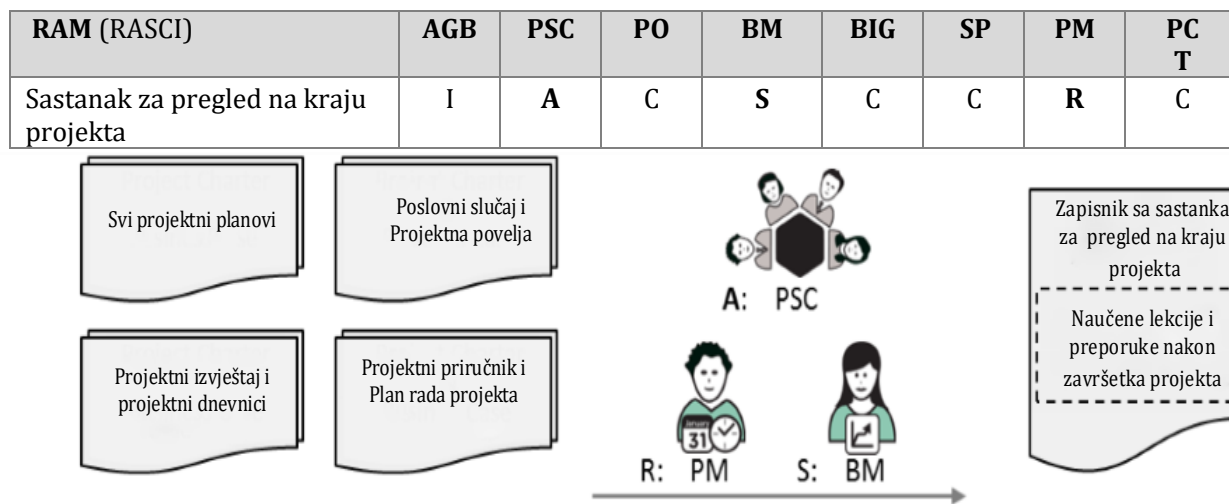 RAM (RASCI) AGB PSC PO BM BIG SP PM PC
T
Sastanak za pregled na kraju I A C S C C R C
projekta
Svi projektni planovi
Poslovni slučaj i
Projektna povelja
Projektni izvještaj i
projektni dnevnici
Projektni priručnik i
Plan rada projekta
A: PSC
January
31
R: PM
S: BM
Zapisnik sa sastanka
za pregled na kraju
projekta
Naučene lekcije i
preporuke nakon
završetka projekta